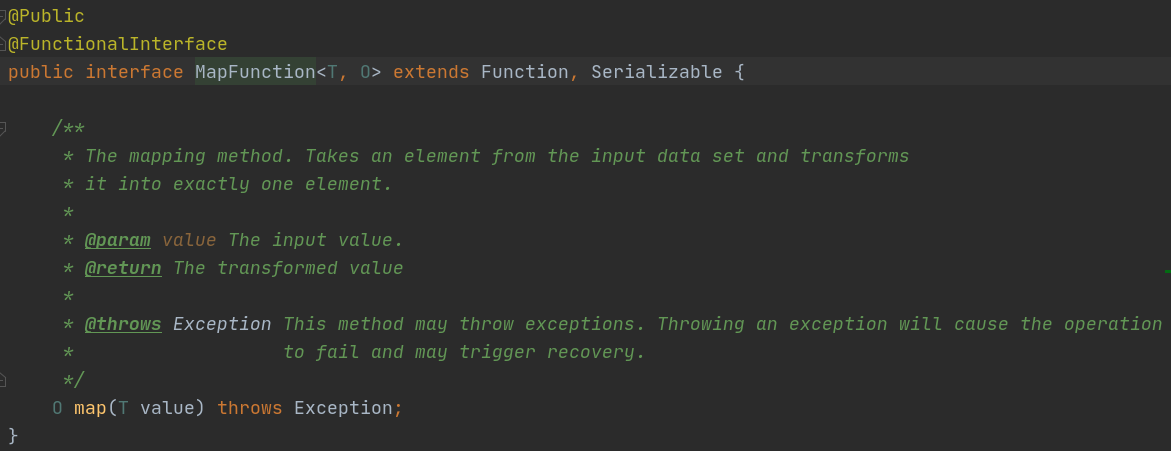 @Public
@FunctionalInterface
public interface MapFunction<T, O> extends Function, Serializable {
/**
* The mapping method. Takes an element from the input data set and transforms
* it into exactly one element.
*
* @param value The input value.
* @return The transformed value
*
* @throws Exception This method may throw exceptions. Throwing an exception will cause the operation
* to fail and may trigger recovery.
*/
O map(T value) throws Exception;
}